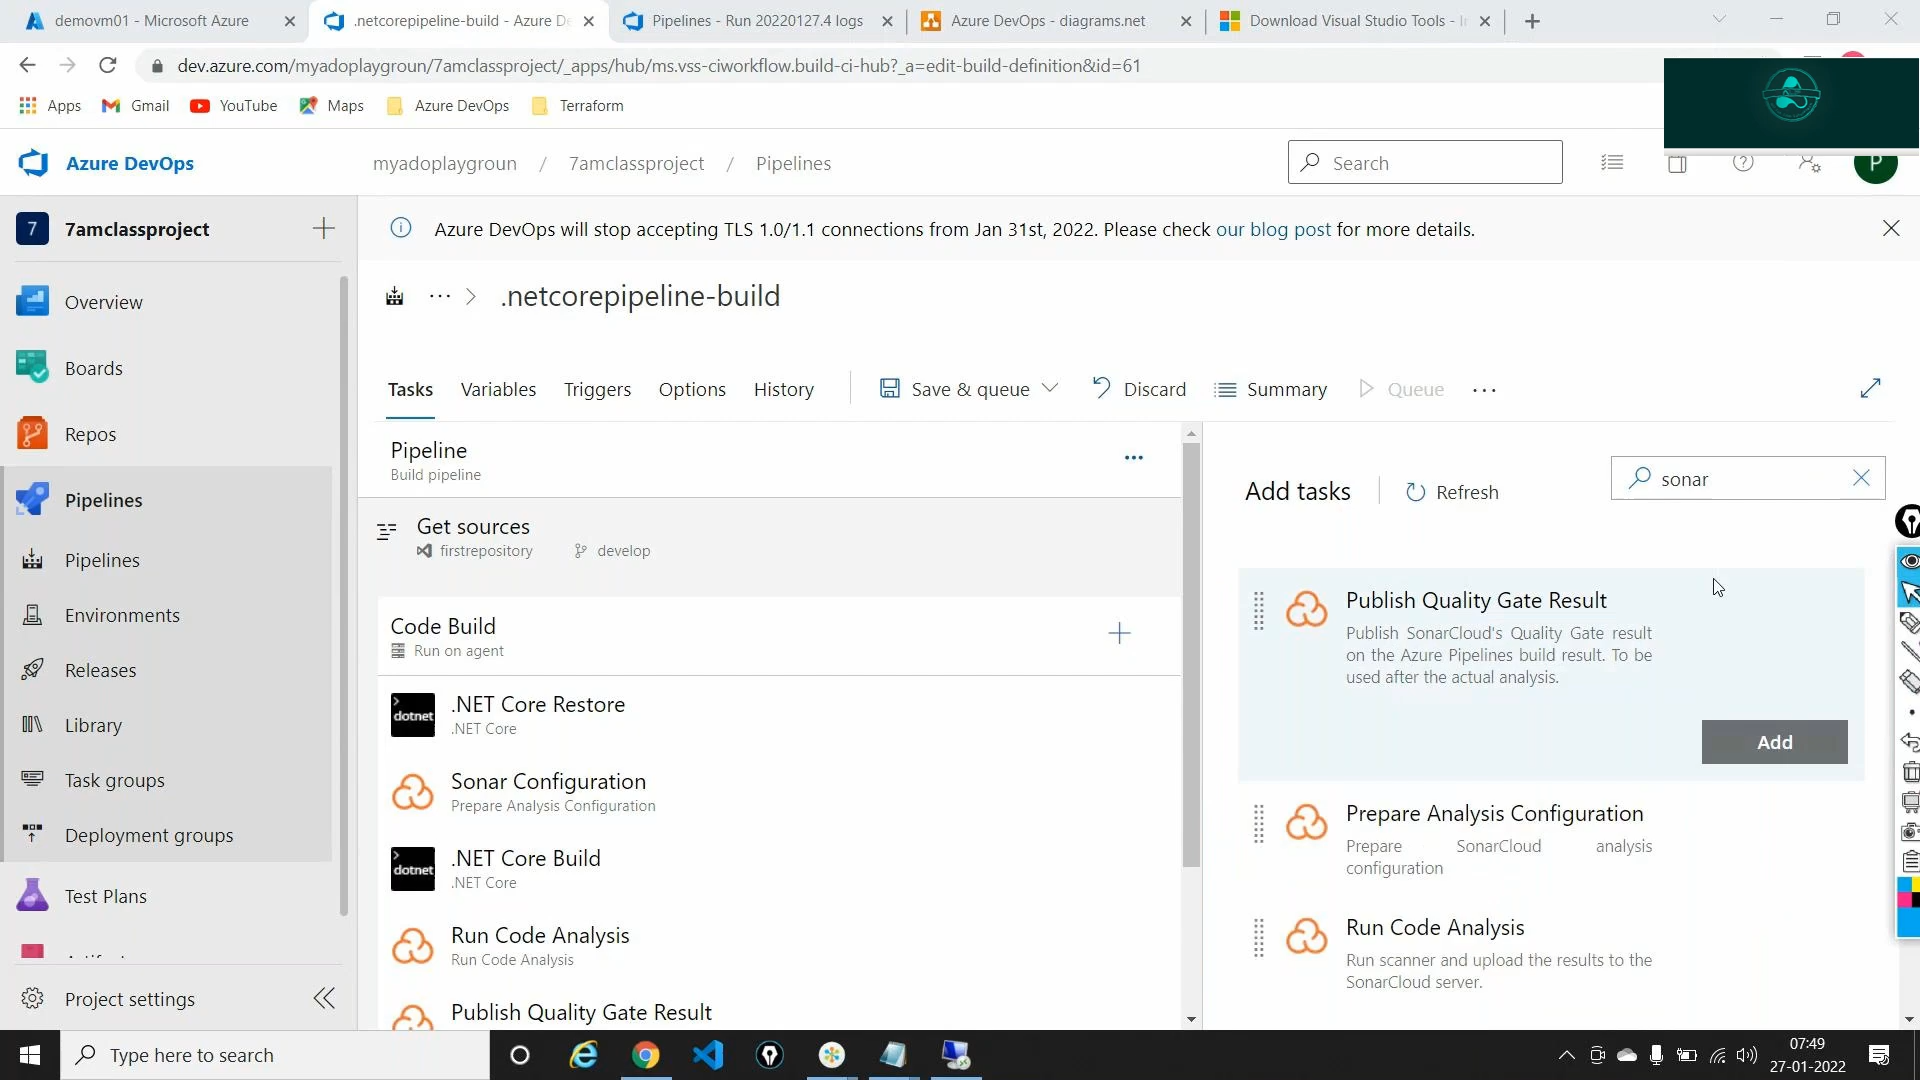 demovm01 - Microsoft Azure
.netcorepipeline-build - Azure De
Pipelines - Run 20220127.4 logs
Azure DevOps - diagrams.net
Download Visual Studio Tools - I
dev.azure.com/myadoplaygroun/7amclassproject/_apps/hub/ms.vss-ciworkflow.build-ci-hub?_a=edit-build-definition&id=61
Apps
Gmail
YouTube
Maps
Azure DevOps
Terraform
Azure DevOps
myadoplaygroun / 7amclassproject / Pipelines
Search
P
7 7amclassproject
Azure DevOps will stop accepting TLS 1.0/1.1 connections from Jan 31st, 2022. Please check our blog post for more details.
Overview
Boards
Repos
Pipelines
Pipelines
Environments
Releases
Library
Task groups
Deployment groups
Test Plans
Project settings
.netcorepipeline-build
Tasks
Variables
Triggers
Options
History
Save & queue
Discard
Summary
Queue
Pipeline
Build pipeline
Get sources
firstrepository
develop
Code Build
Run on agent
dotnet
.NET Core Restore
.NET Core
Sonar Configuration
Prepare Analysis Configuration
dotnet
.NET Core Build
.NET Core
Run Code Analysis
Run Code Analysis
Publish Quality Gate Result
Add tasks
Refresh
sonar
Publish Quality Gate Result
Publish SonarCloud's Quality Gate result
on the Azure Pipelines build result. To be
used after the actual analysis.
Add
Prepare Analysis Configuration
Prepare SonarCloud analysis
configuration
Run Code Analysis
Run scanner and upload the results to the
SonarCloud server.
Type here to search
07:49
27-01-2022